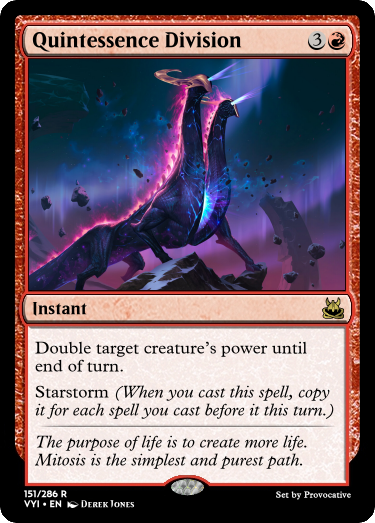 Quintessence Division 3
Instant
Double target creature's power until
end of turn.
Starstorm (When you cast this spell, copy
it for each spell you cast before it this turn.)
The purpose of life is to create more life.
Mitosis is the simplest and purest path.
151/286 R
VYI • EN Derek Jones
Set by Provocative